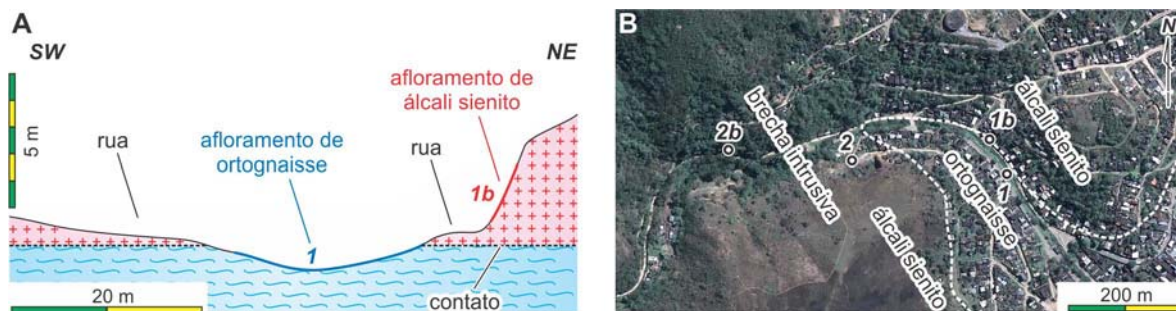 A
SW
NE
afloramento de
álcali sienito
afloramento de
ortognaisse
rua
rua
5 m
1b
1
contato
20 m
B
N
2b
brecha intrusiva
2
1b
álcali sienito
ortognaisse
1
álcali sienito
200 m